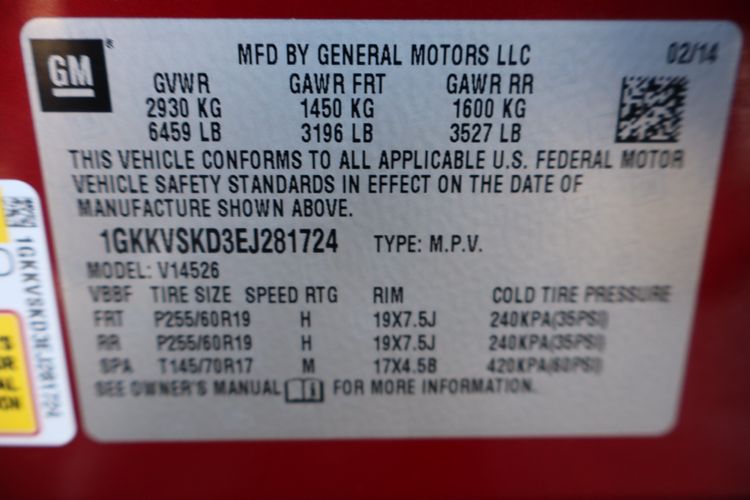 GM
MFD BY GENERAL MOTORS LLC 02/14
GVWR GAWR FRT GAWR RR
2930 KG 1450 KG 1600 KG
6459 LB 3196 LB 3527 LB
THIS VEHICLE CONFORMS TO ALL APPLICABLE U.S. FEDERAL MOTOR
VEHICLE SAFETY STANDARDS IN EFFECT ON THE DATE OF
MANUFACTURE SHOWN ABOVE.
1GKKVSKD3EJ281724 TYPE: M.P.V.
MODEL: V14526
VBBF TIRE SIZE SPEED RTG RIM COLD TIRE PRESSURE
FRT P255/60R19 H 19X7.5J 240KPA(35PSI)
RR P255/60R19 H 19X7.5J 240KPA(35PSI)
SPA T145/70R17 M 17X4.5B 420KPA(60PSI)
SEE OWNER'S MANUAL FOR MORE INFORMATION.
1GKKVSKD3EJ281724